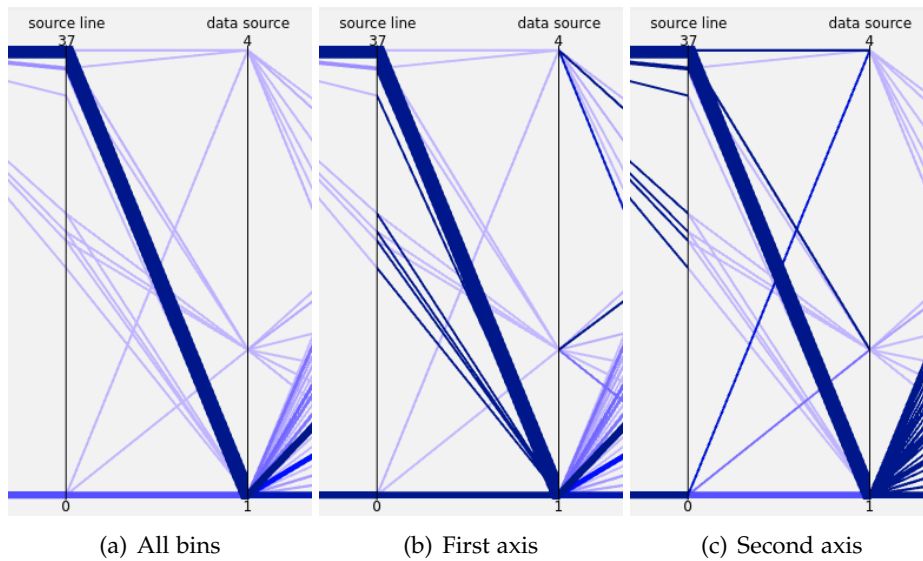 source line data source source line data source source line data source
37 4 37 4 37 4
0 1 0 1 0 1
(a) All bins (b) First axis (c) Second axis